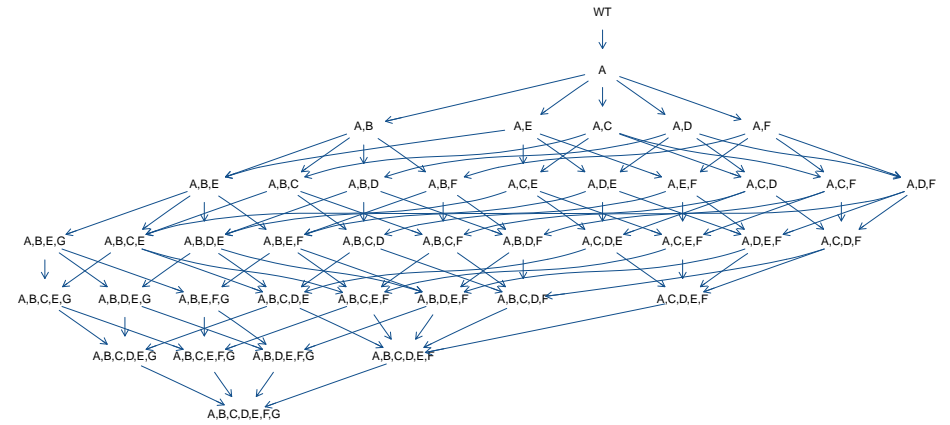 WT
A
A,B A,E A,C A,D A,F
A,B,E A,B,C A,B,D A,B,F A,C,E A,D,E A,E,F A,C,D A,C,F A,D,F
A,B,E,G A,B,C,E A,B,D,E A,B,E,F A,B,C,D A,B,C,F A,B,D,F A,C,D,E A,C,E,F A,D,E,F A,C,D,F
A,B,C,E,G A,B,D,E,G A,B,E,F,G A,B,C,D,E A,B,C,E,F A,B,D,E,F A,B,C,D,F A,C,D,E,F
A,B,C,D,E,G A,B,C,E,F,G A,B,D,E,F,G A,B,C,D,E,F
A,B,C,D,E,F,G